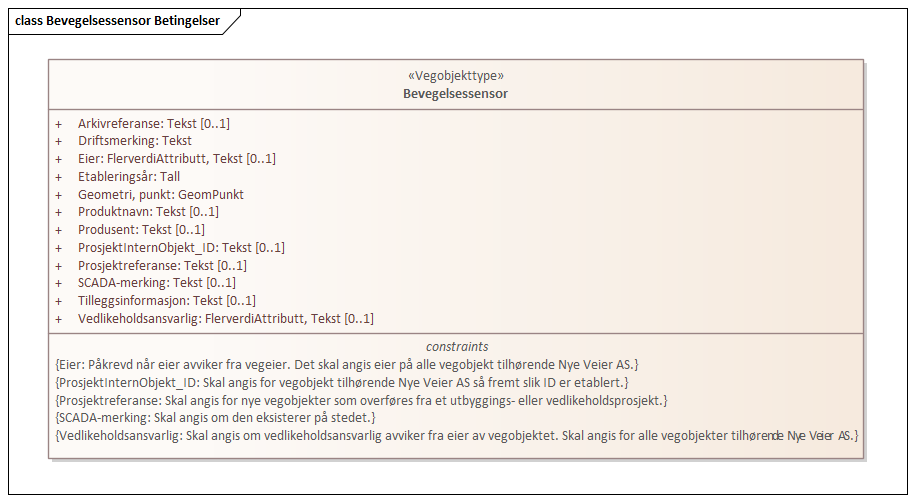 class Bevegelsessensor Betingelser
«Vegobjekttype»
Bevegelsessensor
+ Arkivreferanse: Tekst [0..1]
+ Driftsmerking: Tekst
+ Eier: FlerverdiAttributt, Tekst [0..1]
+ Etableringsår: Tall
+ Geometri, punkt: GeomPunkt
+ Produktnavn: Tekst [0..1]
+ Produsent: Tekst [0..1]
+ ProsjektInternObjekt_ID: Tekst [0..1]
+ Prosjektreferanse: Tekst [0..1]
+ SCADA-merking: Tekst [0..1]
+ Tilleggsinformasjon: Tekst [0..1]
+ Vedlikeholdsansvarlig: FlerverdiAttributt, Tekst [0..1]
constraints
{Eier: Påkrevd når eier avviker fra vegeier. Det skal angis eier på alle vegobjekt tilhørende Nye Veier AS.}
{ProsjektInternObjekt_ID: Skal angis for vegobjekt tilhørende Nye Veier AS så fremt slik ID er etablert.}
{Prosjektreferanse: Skal angis for nye vegobjekter som overføres fra et utbyggings- eller vedlikeholdsprosjekt.}
{SCADA-merking: Skal angis om den eksisterer på stedet.}
{Vedlikeholdsansvarlig: Skal angis om vedlikeholdsansvarlig avviker fra eier av vegobjektet. Skal angis for alle vegobjekter tilhørende Nye Veier AS.}